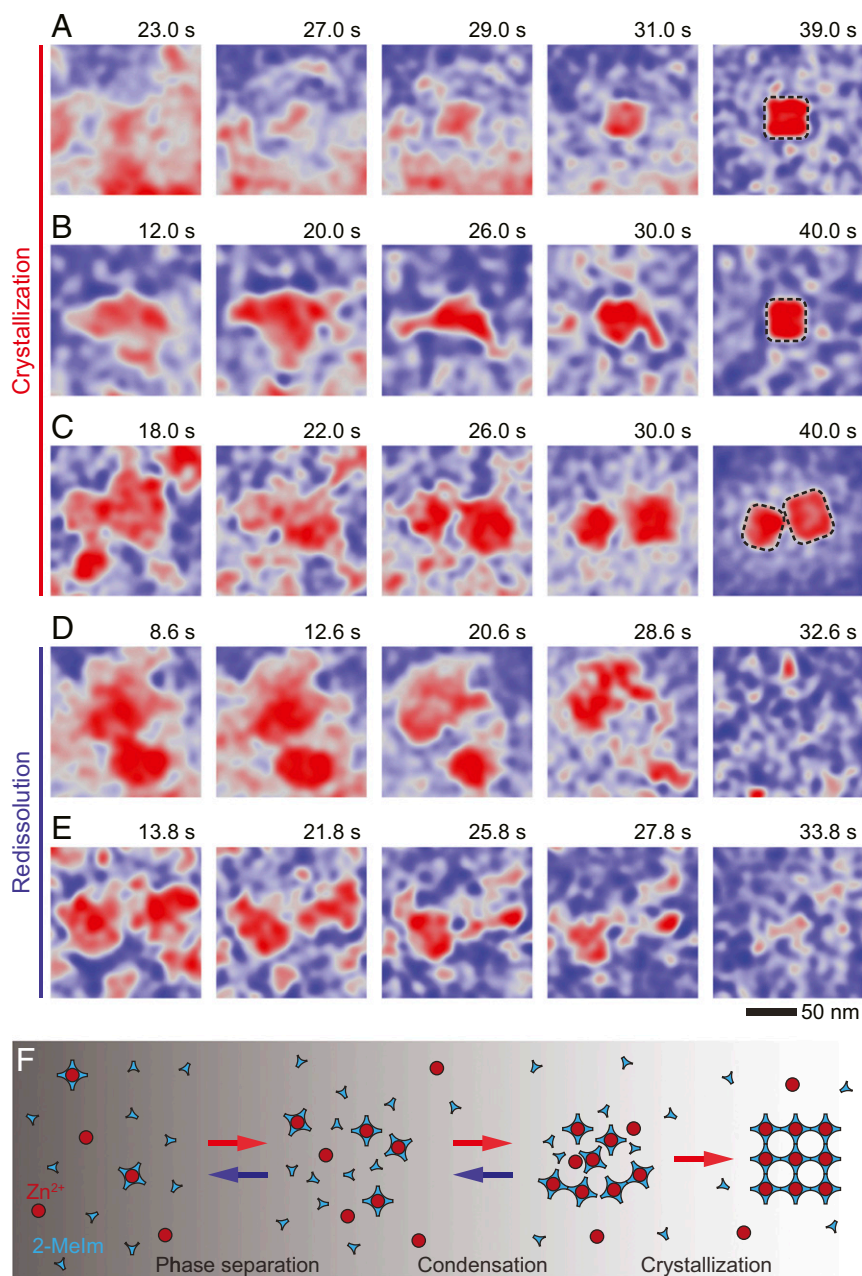 A
23.0 s 27.0 s 29.0 s 31.0 s 39.0 s
B
12.0 s 20.0 s 26.0 s 30.0 s 40.0 s
C
18.0 s 22.0 s 26.0 s 30.0 s 40.0 s
Crystallization
D
8.6 s 12.6 s 20.6 s 28.6 s 32.6 s
E
13.8 s 21.8 s 25.8 s 27.8 s 33.8 s
Redissolution
50 nm
F
Zn²⁺
2-MeIm
Phase separation Condensation Crystallization